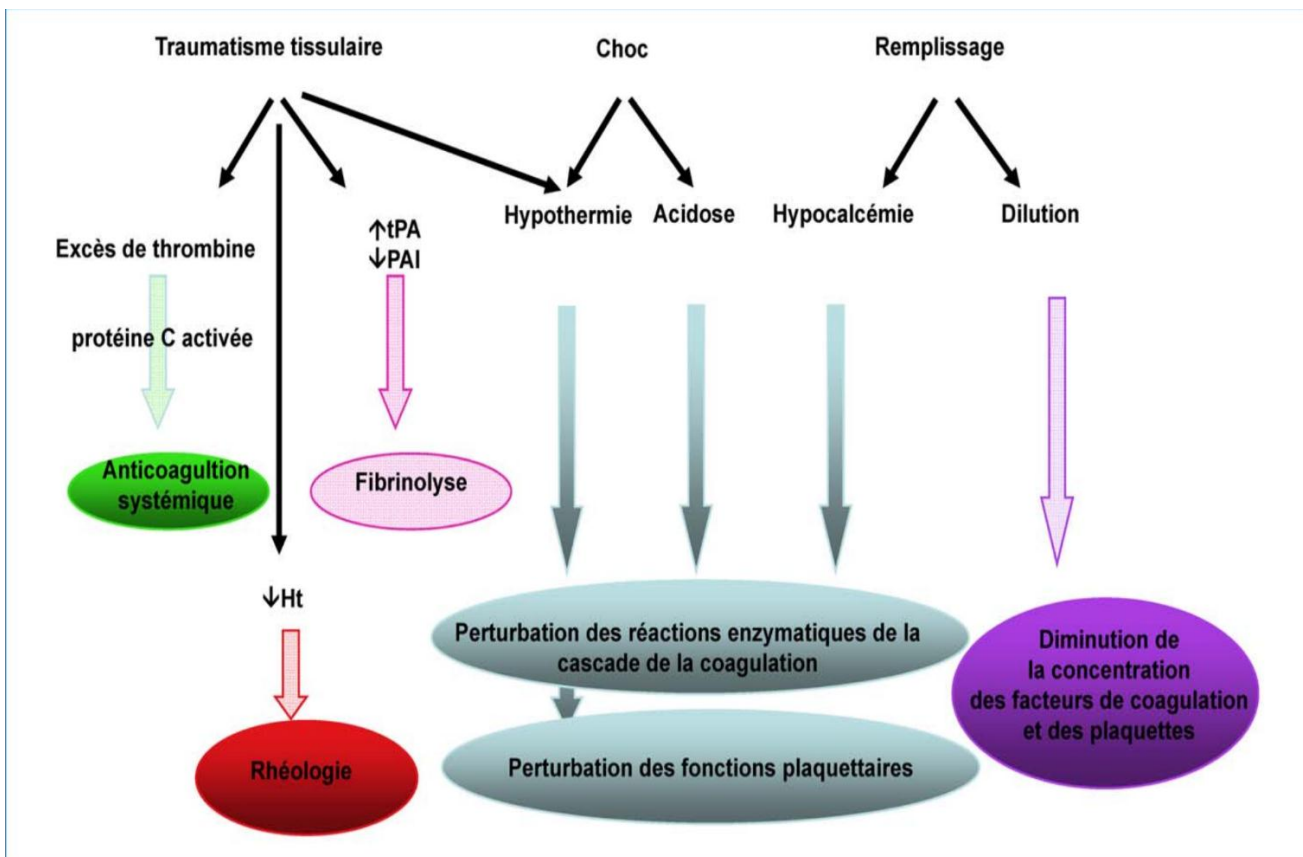 Traumatisme tissulaire
Choc
Remplissage
Hypothermie
Acidose
Hypocalcémie
Dilution
↑tPA
↓PAI
Excès de thrombine
protéine C activée
Anticoagultion
systémique
Fibrinolyse
↓Ht
Perturbation des réactions enzymatiques de la
cascade de la coagulation
Diminution de
la concentration
des facteurs de coagulation
et des plaquettes
Rhéologie
Perturbation des fonctions plaquettaires